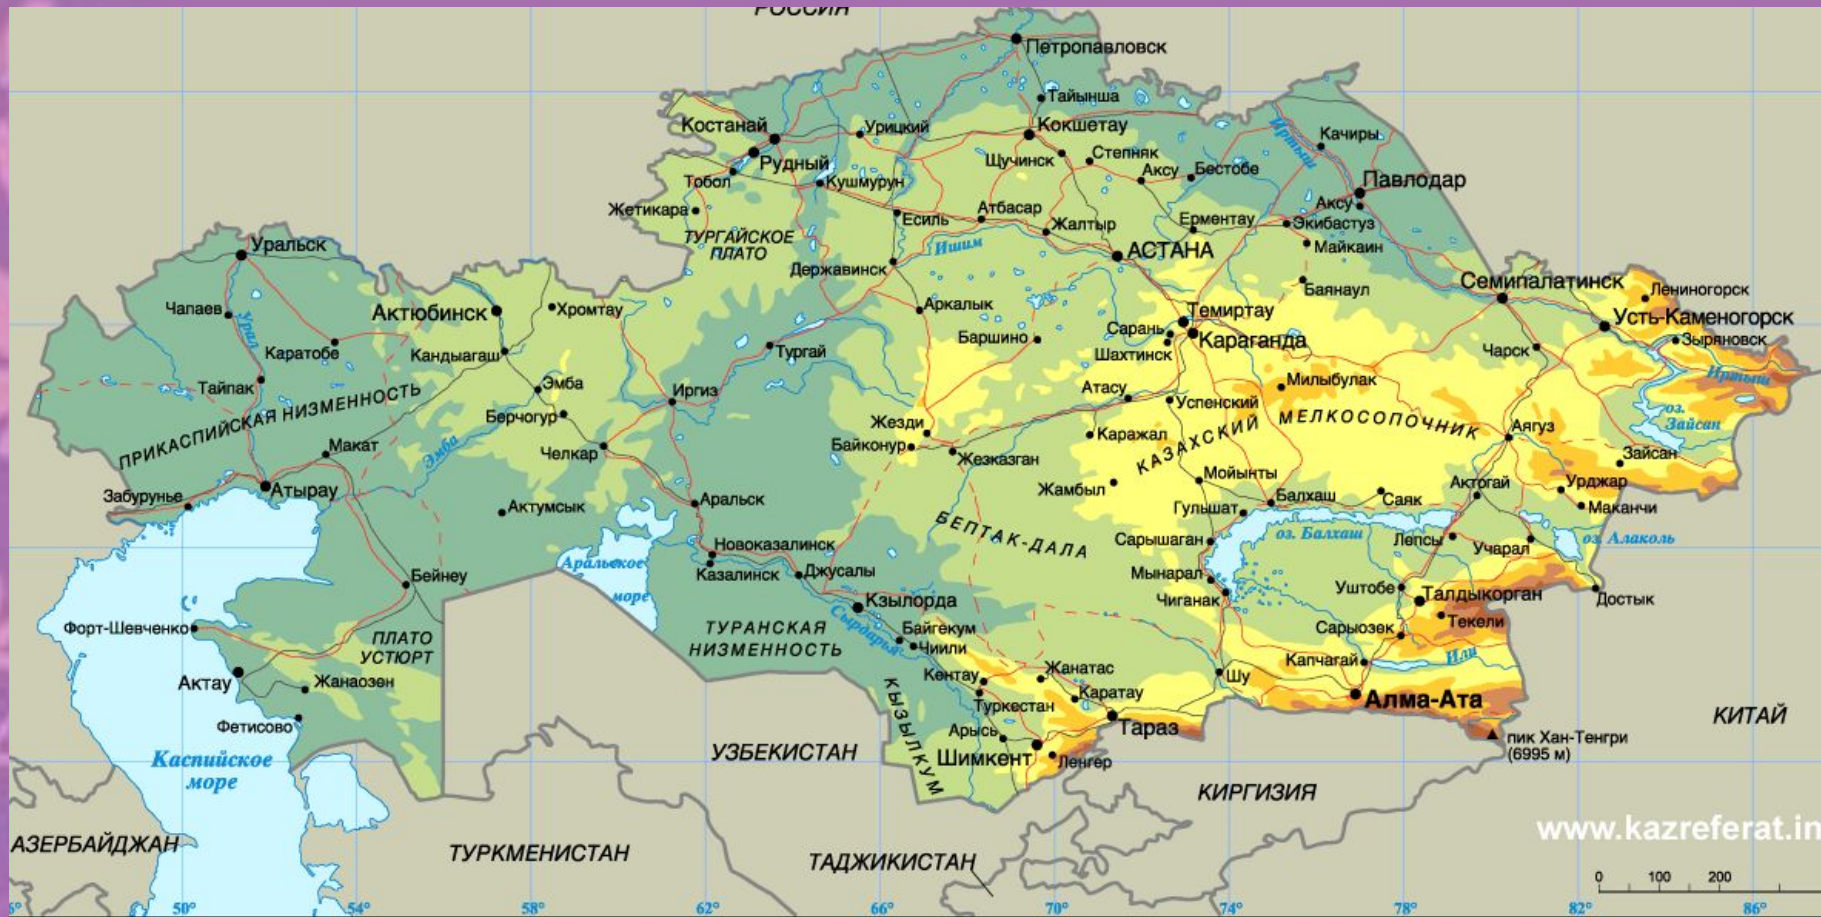 РОССИЯ
Петропавловск
Тайынша
Костанай
Урицкий
Кокшетау
Иртыш
Качиры
Рудный
Щучинск
Степняк
Тобол
Кушмурун
Аксу
Бестобе
Павлодар
Жетикара
Есиль
Атбасар
Аксу
ТУРГАЙСКОЕ
ПЛАТО
Жалтыр
Ерментау
Экибастуз
Уральск
Ишим
АСТАНА
Майкаин
Державинск
Семипалатинск
Лениногорск
Чапаев
Урал
Актюбинск
Хромтау
Аркалык
Баянаул
Темиртау
Усть-Каменогорск
Каратобе
Кандыагаш
Тургай
Баршино
Сарань
Караганда
Шахтинск
Чарск
Зыряновск
Тайпак
Эмба
Иргиз
Атасу
Милыбулак
Иртыш
ПРИКАСПИЙСКАЯ НИЗМЕННОСТЬ
Берчогур
Успенский
оз.
Зайсан
Макат
Эмба
Челкар
Жезди
Байконур
Каражал
КАЗАХСКИЙ МЕЛКОСОПОЧНИК
Аягуз
Жезказган
Зайсан
Забурунье
Атырау
Актумсык
Аральск
Жамбыл
Мойынты
Балхаш
Саяк
Актогай
Урджар
Гульшат
Маканчи
БЕПТАК-ДАЛА
Новоказалинск
Сарышаган
оз. Балхаш
Лепсы
Учарал
оз. Алаколь
Аральское
море
Казалинск
Джусалы
Бейнеу
Мынарал
Уштобе
Талдыкорган
Достык
Кзылорда
Чиганак
Форт-Шевченко
ПЛАТО
УСТЮРТ
ТУРАНСКАЯ
НИЗМЕННОСТЬ
Сырдарья
Байгекум
Чиили
Сарыозек
Текели
Актау
Жанаозен
Кентау
Жанатас
Шу
Капчагай
Или
Туркестан
Каратау
Алма-Ата
Фетисово
КЫЗЫЛКУМ
Арысь
Тараз
КИТАЙ
Каспийское
море
УЗБЕКИСТАН
Шимкент
Ленгер
пик Хан-Тенгри
(6995 м)
КИРГИЗИЯ
АЗЕРБАЙДЖАН
ТУРКМЕНИСТАН
ТАДЖИКИСТАН
www.kazreferat.in
0 100 200
50° 54° 58° 62° 66° 70° 74° 78° 82° 86°